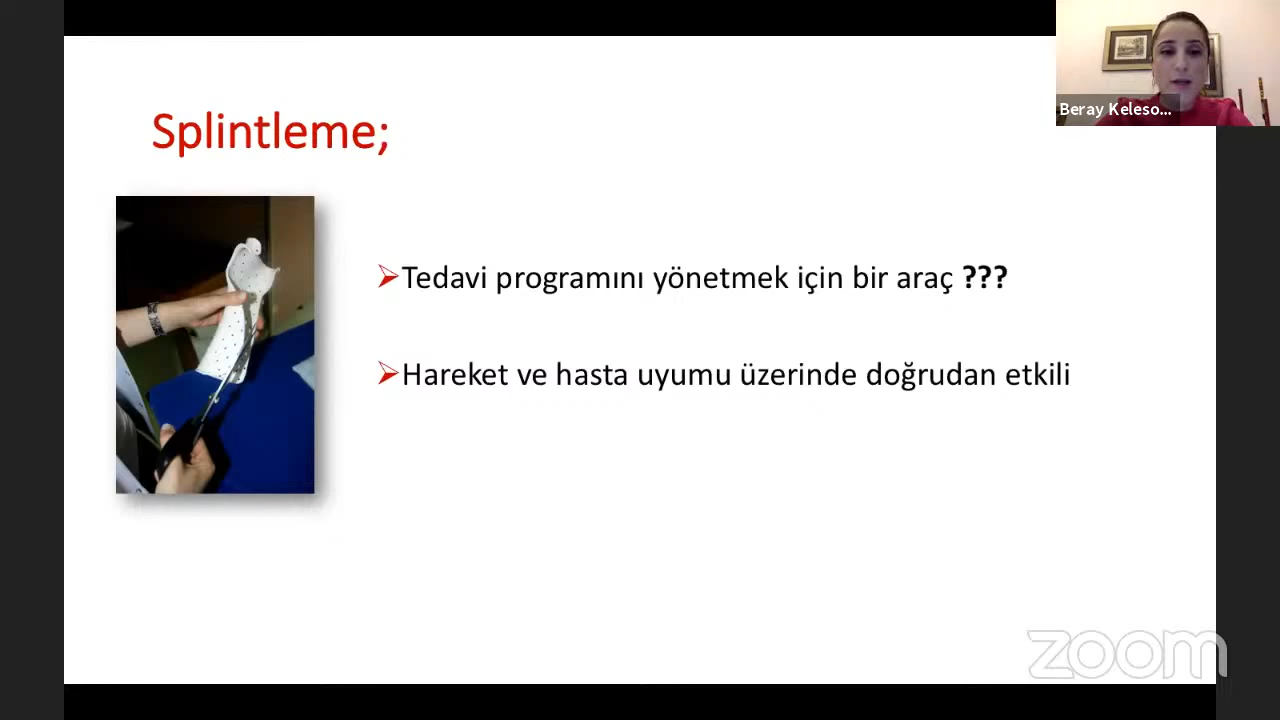 Beray Keleso...
Splintleme;
Tedavi programını yönetmek için bir araç ???
Hareket ve hasta uyumu üzerinde doğrudan etkili
zoom